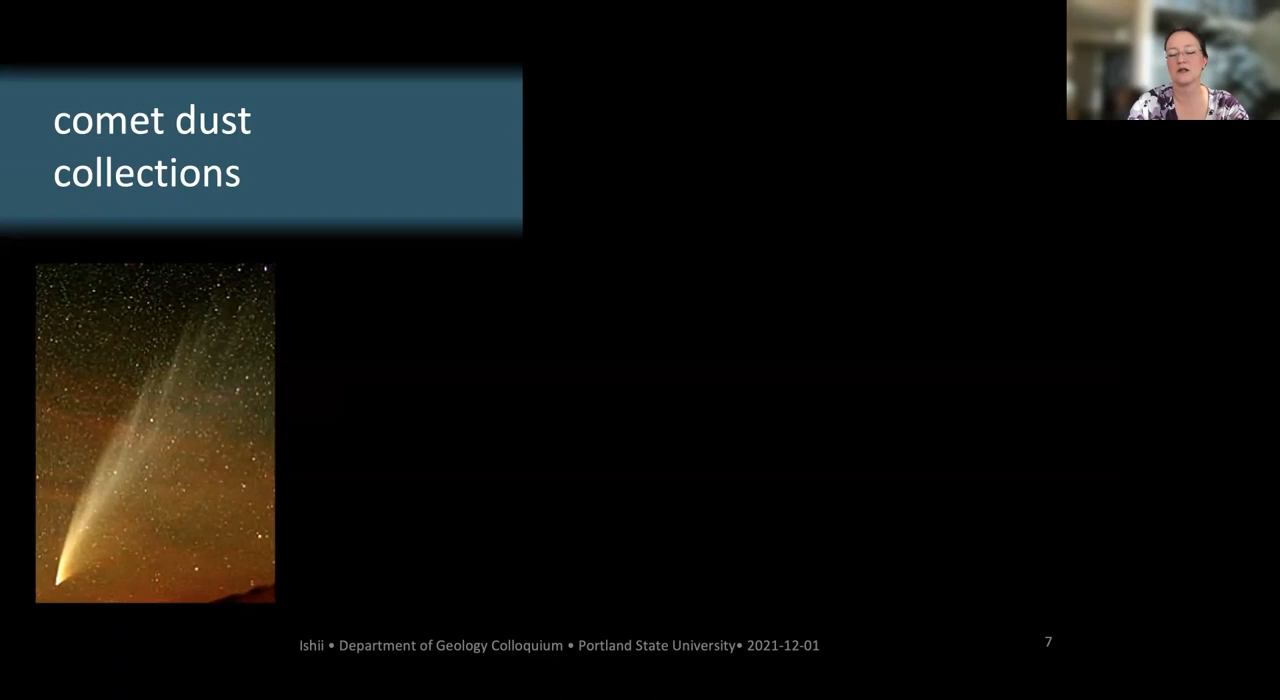 comet dust
collections
Ishii • Department of Geology Colloquium • Portland State University• 2021-12-01
7